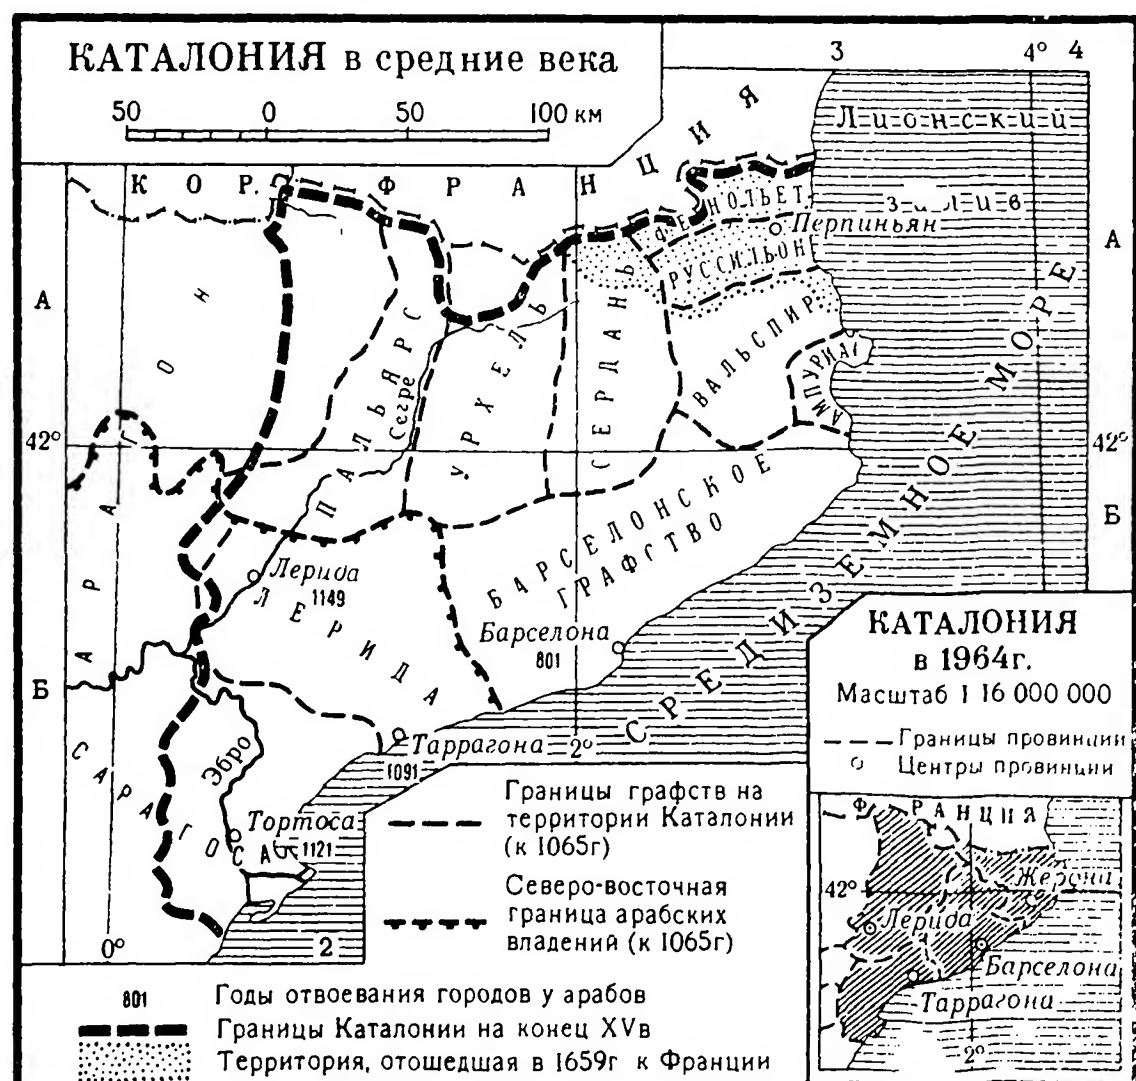 КАТАЛОНИЯ в средние века
50 0 50 100 км
3 4° 4
Лионский
залив
КОР. ФРАНЦИЯ
ФЕНОЛЬЕТ
Перпиньян
РУССИЛЬОН
А
А
АРАГОН
ПАЛЬЯРС
Сегре
УРХЕЛЬ
СЕРДАНЬ
ВАЛЬСПИР
АМПУРИА
42°
42°
Б
Б
БАРСЕЛОНСКОЕ
ГРАФСТВО
СРЕДИЗЕМНОЕ МОРЕ
Лерида
1149
ЛЕРИДА
Барселона
801
САРАГОСА
Эбро
Таррагона
1091
2°
Тортоса
1121
0°
2
Границы графств на
территории Каталонии
(к 1065г)
Северо-восточная
граница арабских
владений (к 1065г)
801 Годы отвоевания городов у арабов
Границы Каталонии на конец XVв
Территория, отошедшая в 1659г к Франции
КАТАЛОНИЯ
в 1964г.
Масштаб 1 16 000 000
Границы провинции
Центры провинции
ФРАНЦИЯ
42°
Жерона
Лерида
Барселона
Таррагона
2°